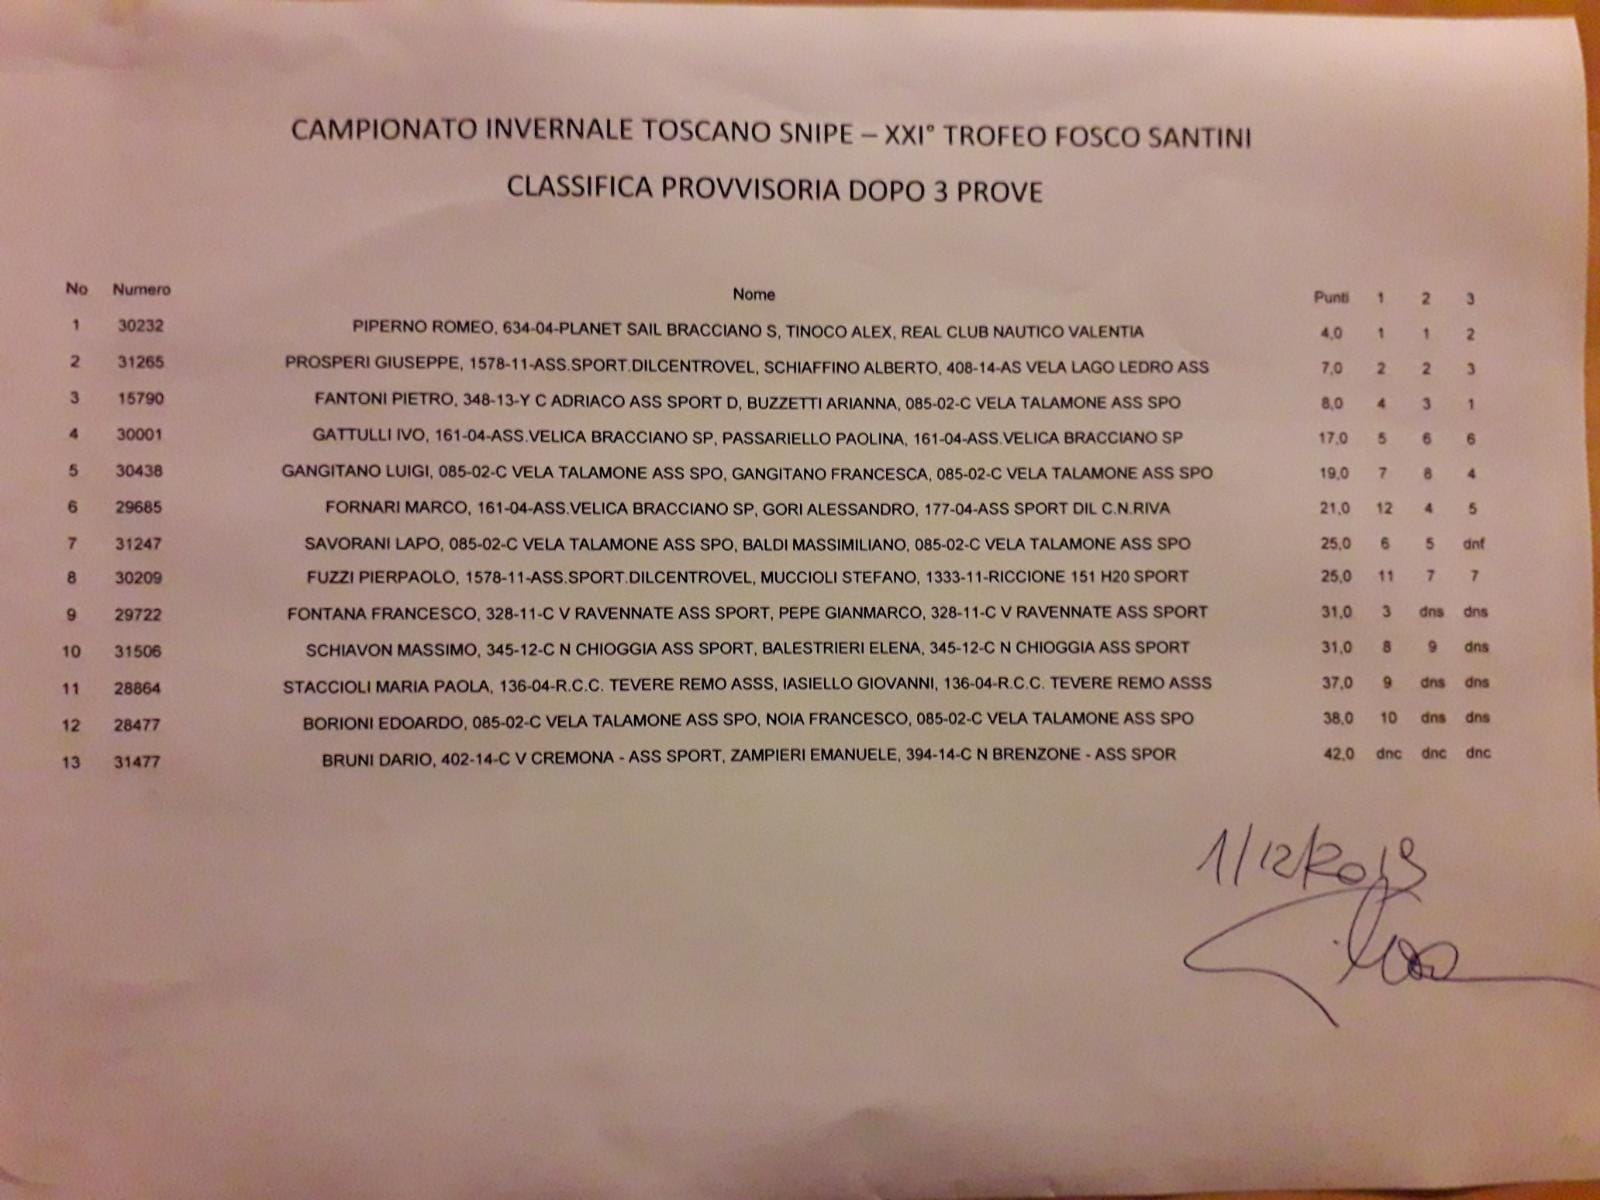 CAMPIONATO INVERNALE TOSCANO SNIPE – XXI° TROFEO FOSCO SANTINI
CLASSIFICA PROVVISORIA DOPO 3 PROVE
No Numero Nome Punti 1 2 3
1 30232 PIPERNO ROMEO, 634-04-PLANET SAIL BRACCIANO S, TINOCO ALEX, REAL CLUB NAUTICO VALENTIA 4,0 1 1 2
2 31265 PROSPERI GIUSEPPE, 1578-11-ASS.SPORT.DILCENTROVEL, SCHIAFFINO ALBERTO, 408-14-AS VELA LAGO LEDRO ASS 7,0 2 2 3
3 15790 FANTONI PIETRO, 348-13-Y C ADRIACO ASS SPORT D, BUZZETTI ARIANNA, 085-02-C VELA TALAMONE ASS SPO 8,0 4 3 1
4 30001 GATTULLI IVO, 161-04-ASS.VELICA BRACCIANO SP, PASSARIELLO PAOLINA, 161-04-ASS.VELICA BRACCIANO SP 17,0 5 6 6
5 30438 GANGITANO LUIGI, 085-02-C VELA TALAMONE ASS SPO, GANGITANO FRANCESCA, 085-02-C VELA TALAMONE ASS SPO 19,0 7 8 4
6 29685 FORNARI MARCO, 161-04-ASS.VELICA BRACCIANO SP, GORI ALESSANDRO, 177-04-ASS SPORT DIL C.N.RIVA 21,0 12 4 5
7 31247 SAVORANI LAPO, 085-02-C VELA TALAMONE ASS SPO, BALDI MASSIMILIANO, 085-02-C VELA TALAMONE ASS SPO 25,0 6 5 dnf
8 30209 FUZZI PIERPAOLO, 1578-11-ASS.SPORT.DILCENTROVEL, MUCCIOLI STEFANO, 1333-11-RICCIONE 151 H20 SPORT 25,0 11 7 7
9 29722 FONTANA FRANCESCO, 328-11-C V RAVENNATE ASS SPORT, PEPE GIANMARCO, 328-11-C V RAVENNATE ASS SPORT 31,0 3 dns dns
10 31506 SCHIAVON MASSIMO, 345-12-C N CHIOGGIA ASS SPORT, BALESTRIERI ELENA, 345-12-C N CHIOGGIA ASS SPORT 31,0 8 9 dns
11 28864 STACCIOLI MARIA PAOLA, 136-04-R.C.C. TEVERE REMO ASSS, IASIELLO GIOVANNI, 136-04-R.C.C. TEVERE REMO ASSS 37,0 9 dns dns
12 28477 BORIONI EDOARDO, 085-02-C VELA TALAMONE ASS SPO, NOIA FRANCESCO, 085-02-C VELA TALAMONE ASS SPO 38,0 10 dns dns
13 31477 BRUNI DARIO, 402-14-C V CREMONA - ASS SPORT, ZAMPIERI EMANUELE, 394-14-C N BRENZONE - ASS SPOR 42,0 dnc dnc dnc
1/12/2019